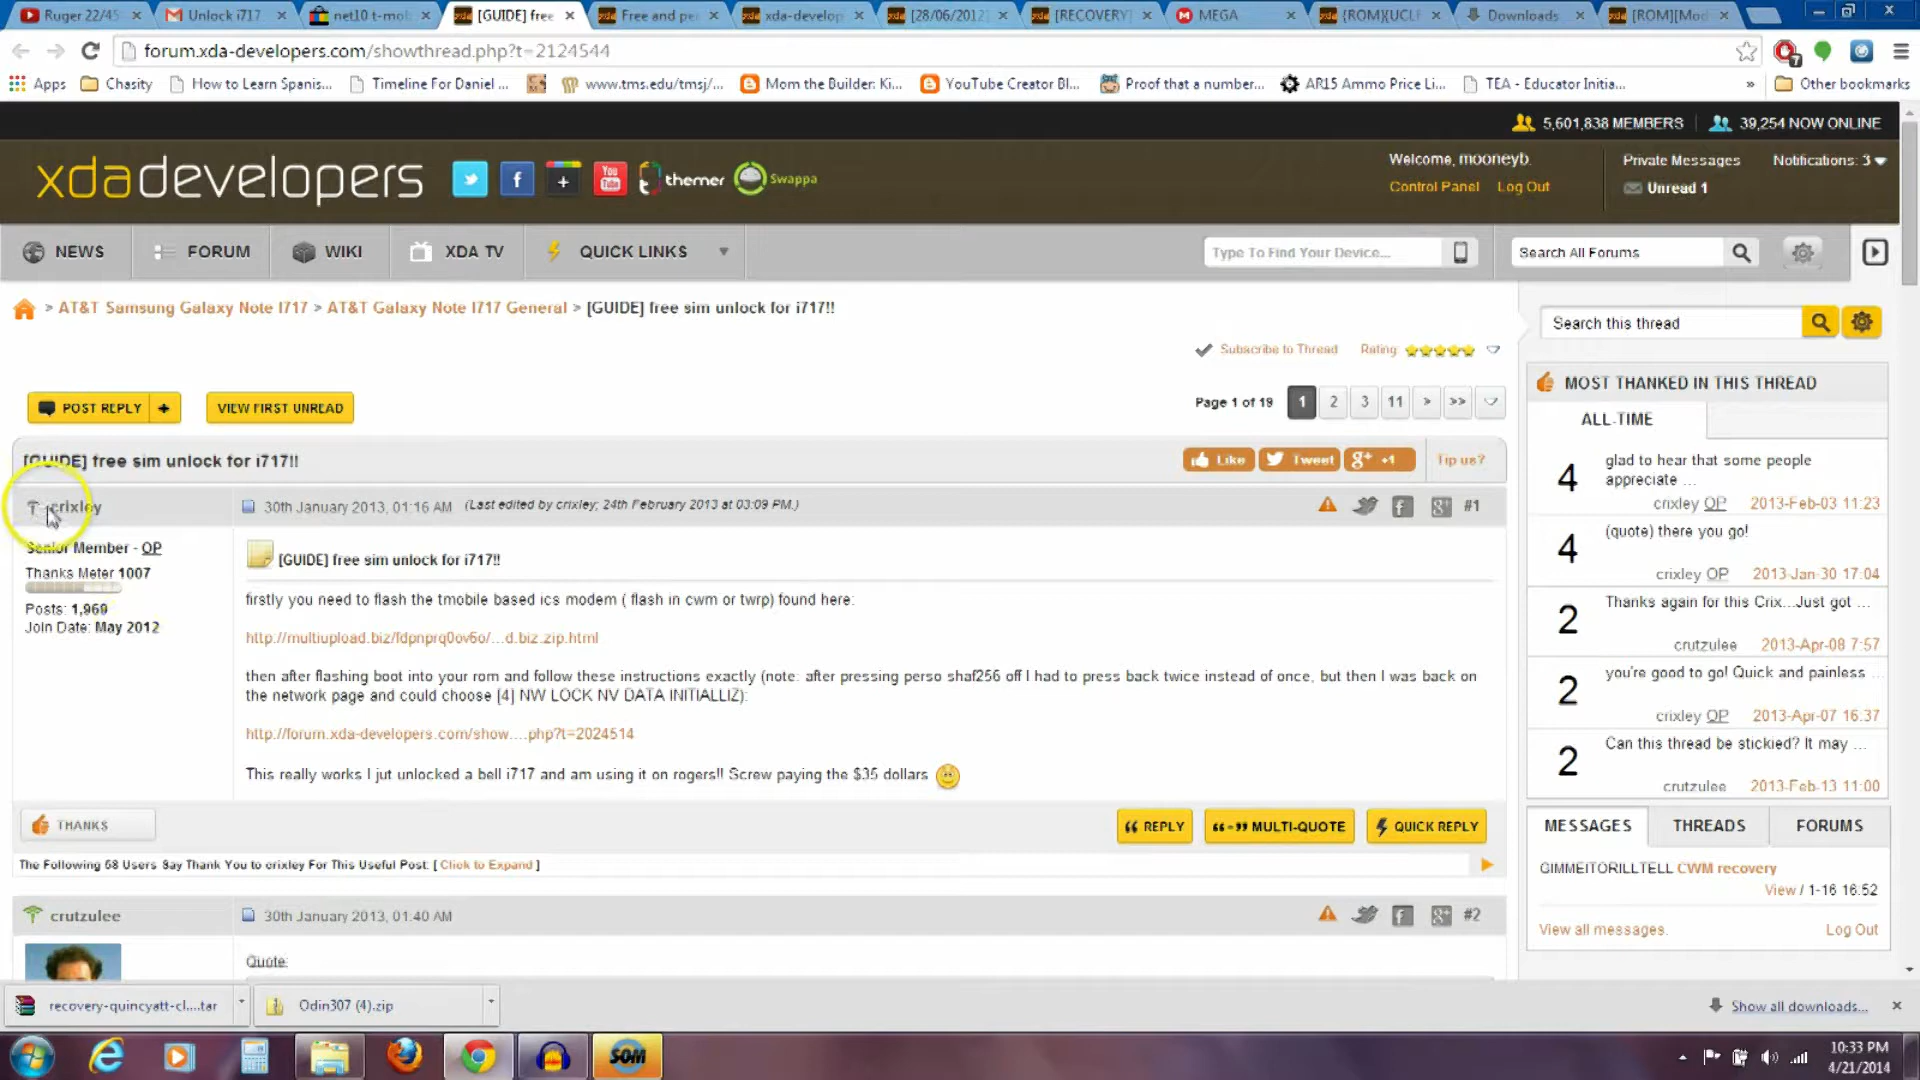 Ruger 22/45
Unlock i717
net10 t-mob
[GUIDE] free
Free and pe
xda-develop
[28/06/2012]
[RECOVERY]
MEGA
{ROM}{UCLF
Downloads
[ROM][Mod
forum.xda-developers.com/showthread.php?t=2124544
7
Apps
Chasity
How to Learn Spanis...
Timeline For Daniel ...
www.tms.edu/tmsj/...
Mom the Builder: Ki...
YouTube Creator Bl...
Proof that a number...
AR15 Ammo Price Li...
TEA - Educator Initia...
»
Other bookmarks
5,601,838 MEMBERS
39,254 NOW ONLINE
xdadevelopers
You Tube
themer
Swappa
Welcome, mooneyb.
Control Panel Log Out
Private Messages
Unread 1
Notifications: 3
NEWS
FORUM
WIKI
XDA TV
QUICK LINKS
Type To Find Your Device...
Search All Forums
> AT&T Samsung Galaxy Note I717 > AT&T Galaxy Note I717 General > [GUIDE] free sim unlock for i717!!
Search this thread
Subscribe to Thread
Rating:
POST REPLY +
VIEW FIRST UNREAD
Page 1 of 19
1 2 3 11 > >>
[GUIDE] free sim unlock for i717!!
Like
Tweet
g+ +1
Tip us?
crixley
30th January 2013, 01:16 AM (Last edited by crixley; 24th February 2013 at 03:09 PM.)
#1
Senior Member - OP
Thanks Meter 1007
Posts: 1,969
Join Date: May 2012
[GUIDE] free sim unlock for i717!!
firstly you need to flash the tmobile based ics modem ( flash in cwm or twrp) found here:
http://multiupload.biz/fdpnprq0ov6o/...d.biz.zip.html
then after flashing boot into your rom and follow these instructions exactly (note: after pressing perso shaf256 off I had to press back twice instead of once, but then I was back on
the network page and could choose [4] NW LOCK NV DATA INITIALLIZ):
http://forum.xda-developers.com/show....php?t=2024514
This really works I jut unlocked a bell i717 and am using it on rogers!! Screw paying the $35 dollars
THANKS
REPLY
MULTI-QUOTE
QUICK REPLY
The Following 68 Users Say Thank You to crixley For This Useful Post: [ Click to Expand ]
crutzulee
30th January 2013, 01:40 AM
#2
Quote:
MOST THANKED IN THIS THREAD
ALL-TIME
4
glad to hear that some people
appreciate ...
crixley OP 2013-Feb-03 11:23
4
(quote) there you go!
crixley OP 2013-Jan-30 17:04
2
Thanks again for this Crix...Just got ...
crutzulee 2013-Apr-08 7:57
2
you're good to go! Quick and painless ...
crixley OP 2013-Apr-07 16:37
2
Can this thread be stickied? It may ...
crutzulee 2013-Feb-13 11:00
MESSAGES
THREADS
FORUMS
GIMMEITORILLTELL CWM recovery
View / 1-16 16:52
View all messages.
Log Out
recovery-quincyatt-cl....tar
Odin307 (4).zip
Show all downloads...
SOM
10:33 PM
4/21/2014